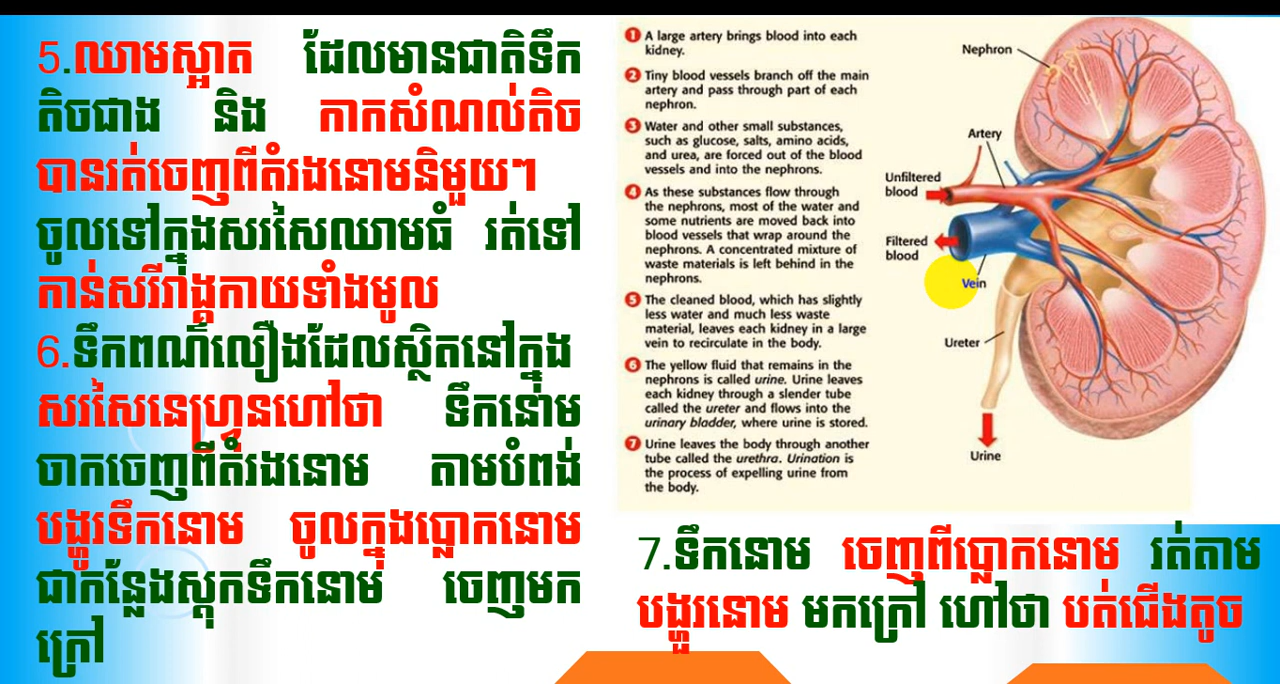 5.ឈាមស្អាត ដែលមានជាតិទឹក
តិចជាង និង កាកសំណល់តិច
បានរត់ចេញពីតំរងនោមនិមួយៗ
ចូលទៅក្នុងសរសៃឈាមធំ រត់ទៅ
កាន់សរីរាង្គកាយទាំងមូល
6.ទឹកពណ៌លឿងដែលស្ថិតនៅក្នុង
សរសៃនេហ្វ្រុនហៅថា ទឹកនោម
ចាកចេញពីតំរងនោម តាមបំពង់
បង្ហូរទឹកនោម ចូលក្នុងប្លោកនោម
ជាកន្លែងស្តុកទឹកនោម ចេញមក
ក្រៅ
1 A large artery brings blood into each
kidney.
2 Tiny blood vessels branch off the main
artery and pass through part of each
nephron.
3 Water and other small substances,
such as glucose, salts, amino acids,
and urea, are forced out of the blood
vessels and into the nephrons.
4 As these substances flow through
the nephrons, most of the water and
some nutrients are moved back into
blood vessels that wrap around the
nephrons. A concentrated mixture of
waste materials is left behind in the
nephrons.
5 The cleaned blood, which has slightly
less water and much less waste
material, leaves each kidney in a large
vein to recirculate in the body.
6 The yellow fluid that remains in the
nephrons is called urine. Urine leaves
each kidney through a slender tube
called the ureter and flows into the
urinary bladder, where urine is stored.
7 Urine leaves the body through another
tube called the urethra. Urination is
the process of expelling urine from
the body.
Nephron
Artery
Unfiltered
blood
Filtered
blood
Vein
Ureter
Urine
7.ទឹកនោម ចេញពីប្លោកនោម រត់តាម
បង្ហួរនោម មកក្រៅ ហៅថា បត់ជើងតូច